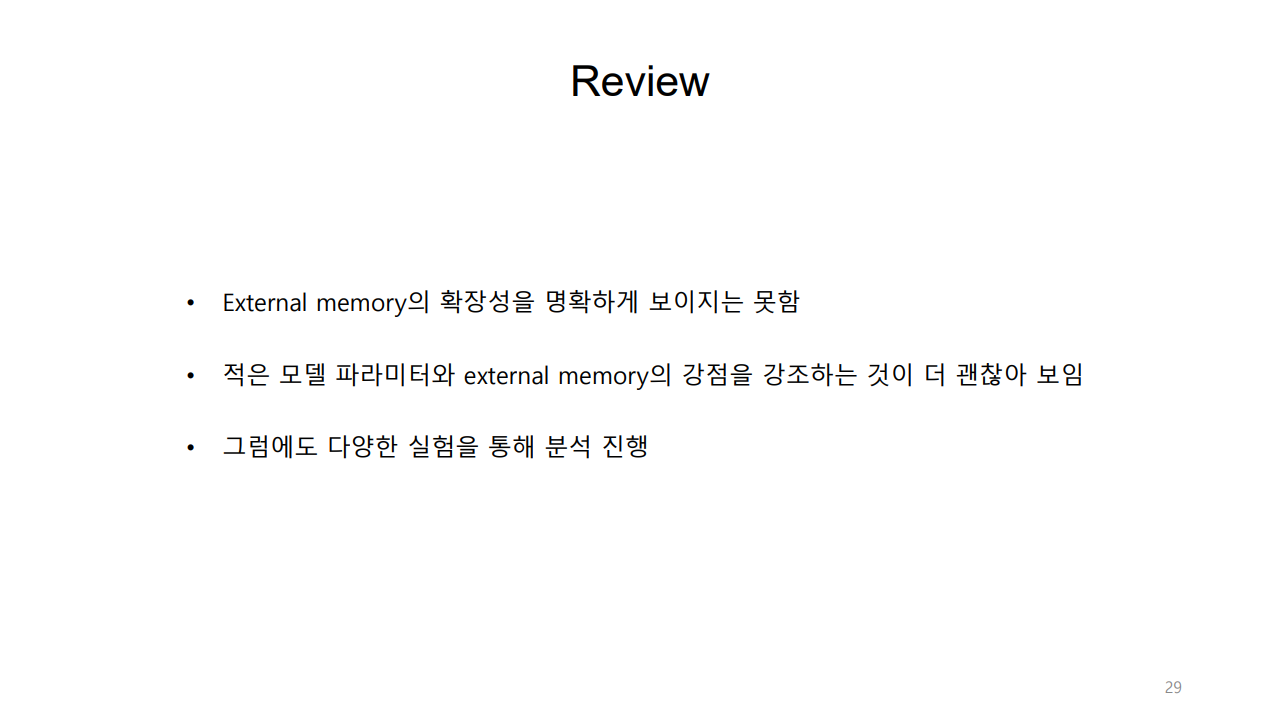 Review
• External memory의 확장성을 명확하게 보이지는 못함
• 적은 모델 파라미터와 external memory의 강점을 강조하는 것이 더 괜찮아 보임
• 그럼에도 다양한 실험을 통해 분석 진행
29